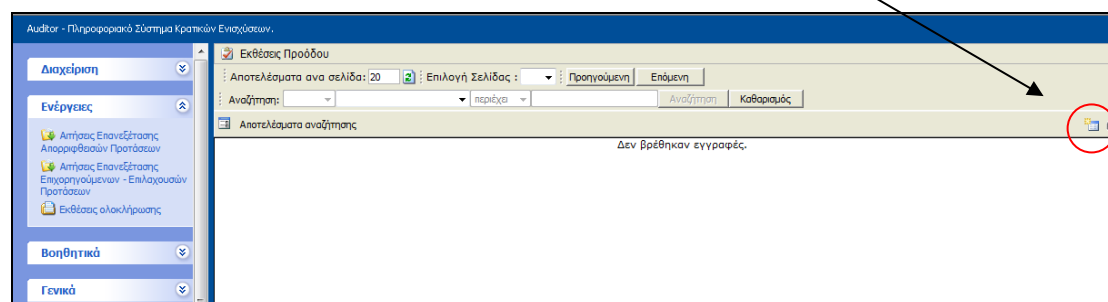 Auditor - Πληροφοριακό Σύστημα Κρατικών Ενισχύσεων.
Διαχείριση
Ενέργειες
Αιτήσεις Επανεξέτασης
Απορριφθεισών Προτάσεων
Αιτήσεις Επανεξέτασης
Επιχορηγούμενων - Επιλαχουσών
Προτάσεων
Εκθέσεις ολοκλήρωσης
Βοηθητικά
Γενικά
Εκθέσεις Προόδου
Αποτελέσματα ανα σελίδα: 20 Επιλογή Σελίδας : Προηγούμενη Επόμενη
Αναζήτηση: περιέχει Αναζήτηση Καθαρισμός
Αποτελέσματα αναζήτησης
Δεν βρέθηκαν εγγραφές.